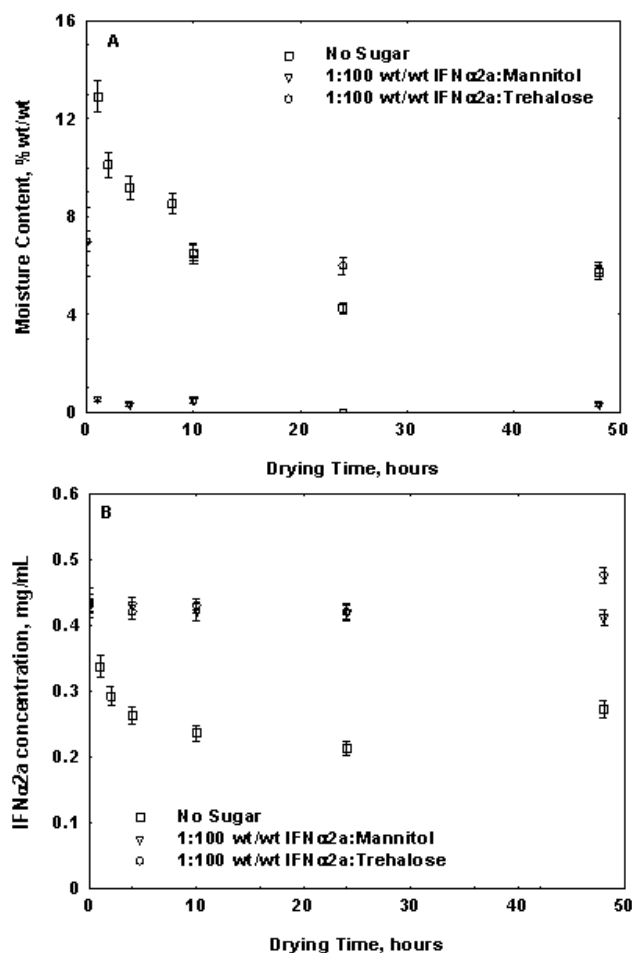 A
No Sugar
1:100 wt/wt IFNα2a:Mannitol
1:100 wt/wt IFNα2a:Trehalose
Moisture Content, % wt/wt
16
12
8
4
0
0 10 20 30 40 50
Drying Time, hours
B
IFNα2a concentration, mg/mL
0.6
0.5
0.4
0.3
0.2
0.1
0
No Sugar
1:100 wt/wt IFNα2a:Mannitol
1:100 wt/wt IFNα2a:Trehalose
0 10 20 30 40 50
Drying Time, hours